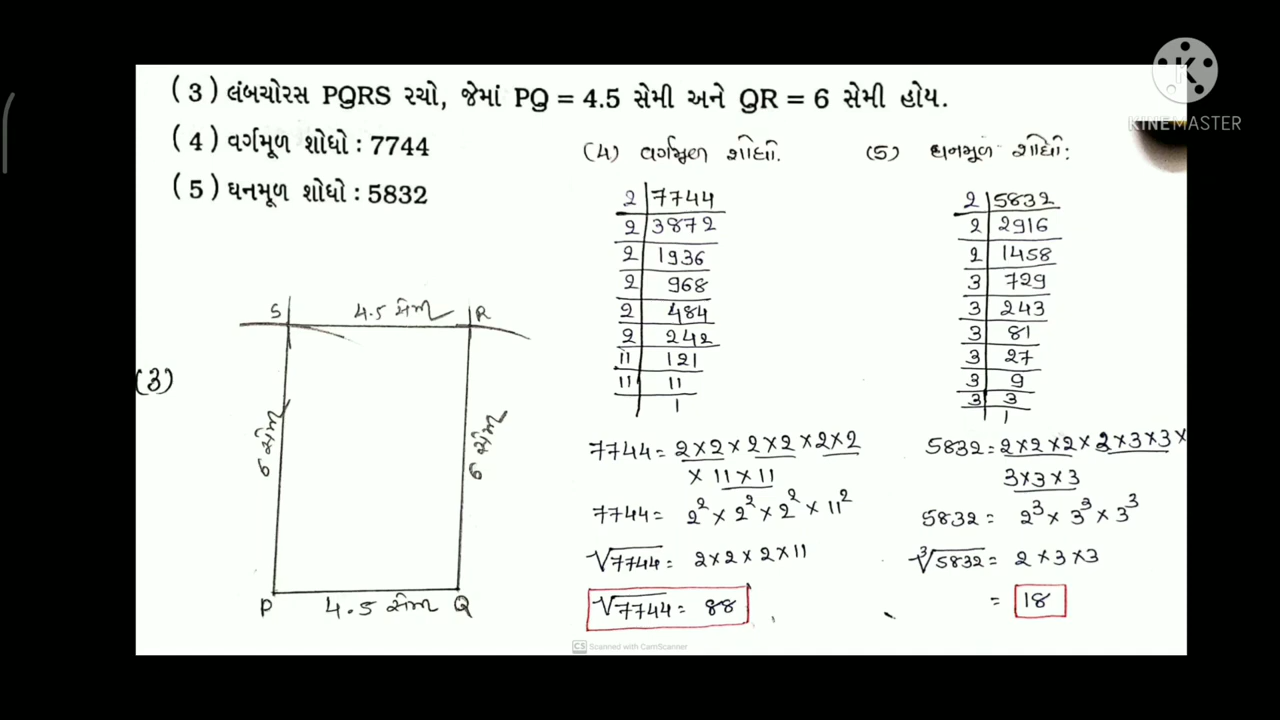 (3) લંબચોરસ PQRS રચો, જેમાં PQ = 4.5 સેમી અને QR = 6 સેમી હોય.
(4) વર્ગમૂળ શોધો : 7744
(5) ઘનમૂળ શોધો : 5832
KINEMASTER
(3)
S 4.5 સેમી R
6 સેમી
6 સેમી
P 4.5 સેમી Q
(4) વર્ગમૂળ શોધો.
2 7744
2 3872
2 1936
2 968
2 484
2 242
11 121
11 11
1
7744 = 2×2 × 2×2 × 2×2
× 11×11
7744 = 2² × 2² × 2² × 11²
√7744 = 2×2×2×11
√7744 = 88
(5) ઘનમૂળ શોધો :
2 5832
2 2916
2 1458
3 729
3 243
3 81
3 27
3 9
3 3
1
5832 = 2×2×2 × 2×3×3×
3×3×3
5832 = 2³ × 3³ × 3³
∛5832 = 2×3×3
= 18
CS Scanned with CamScanner